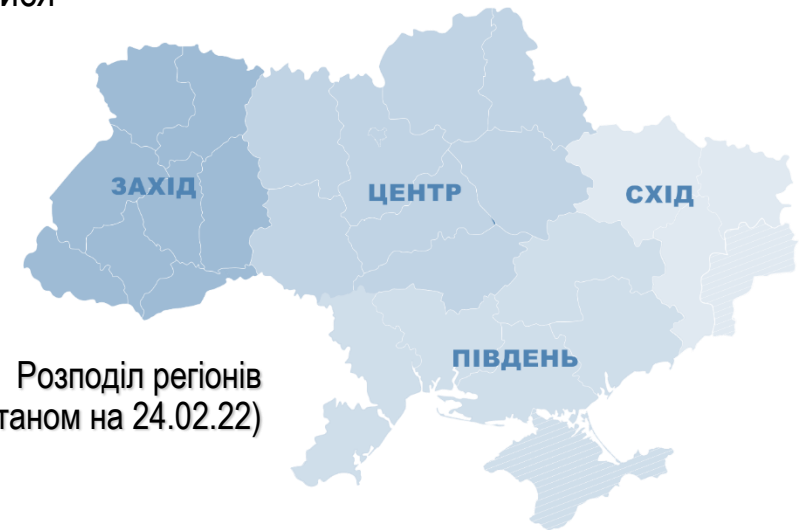 ЗАХІД
ЦЕНТР
СХІД
ПІВДЕНЬ
Розподіл регіонів
таном на 24.02.22)